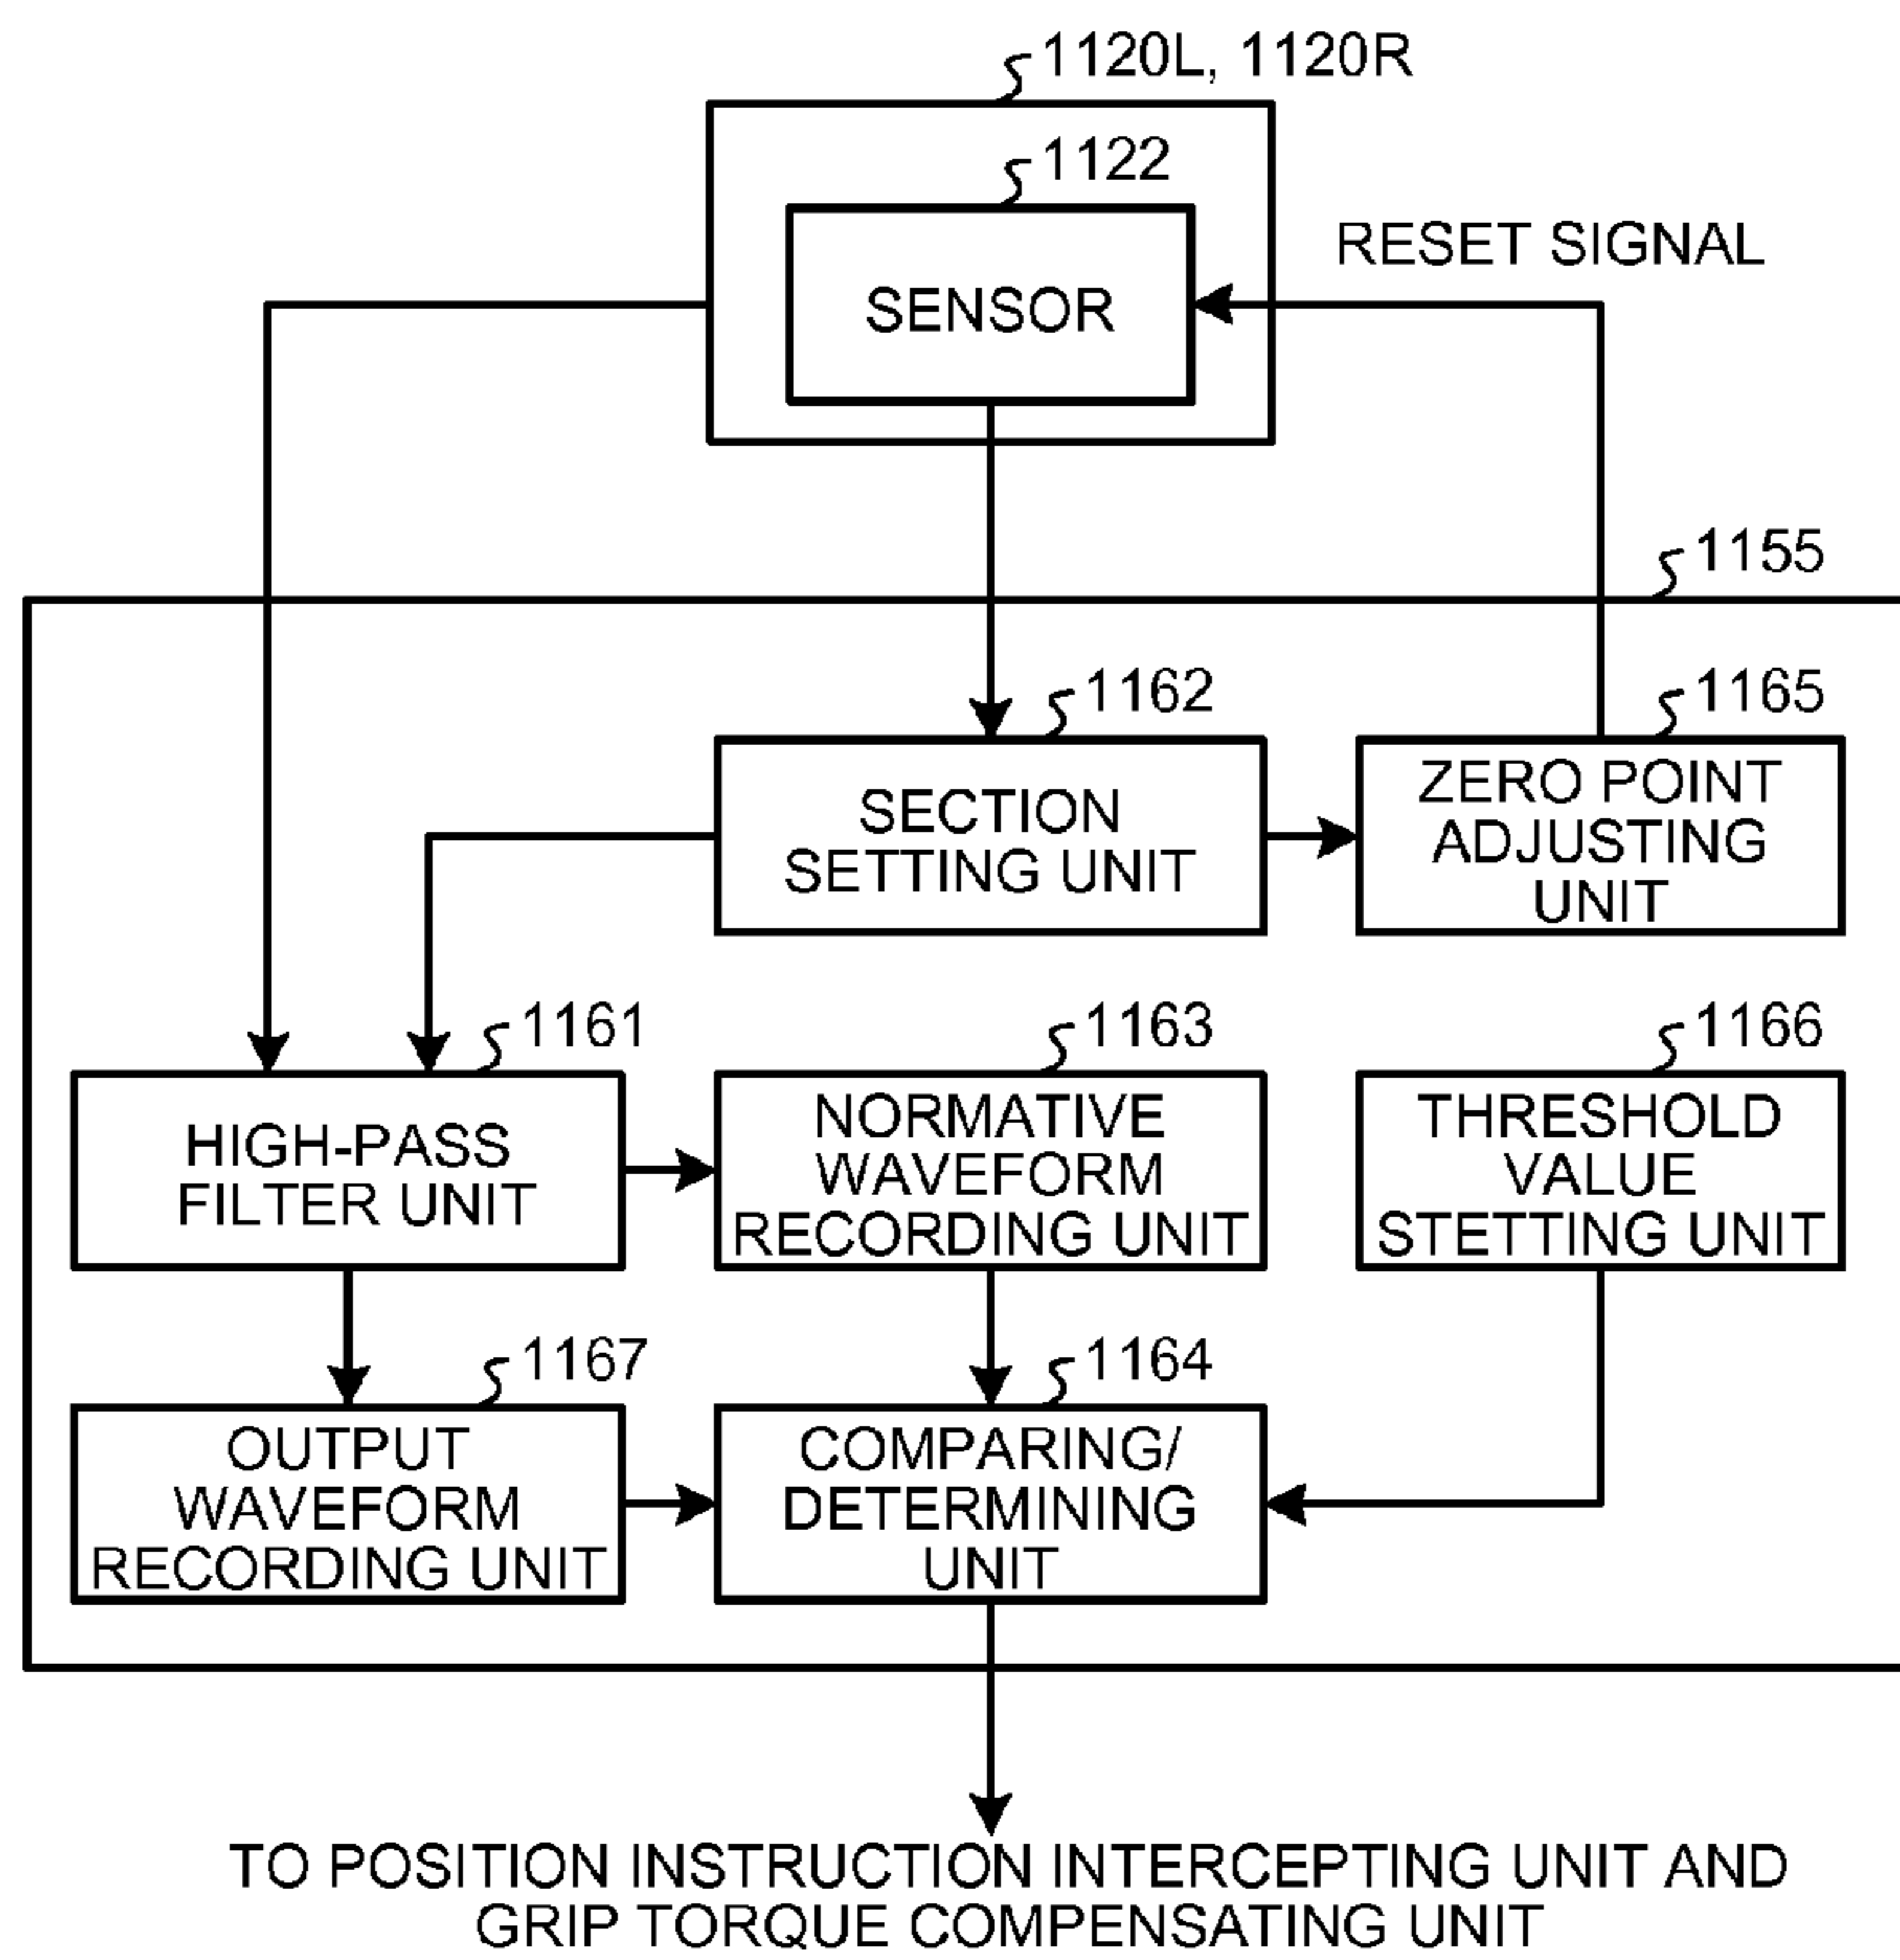 1120L, 1120R
1122
RESET SIGNAL
SENSOR
1155
1162
1165
SECTION
SETTING UNIT
ZERO POINT
ADJUSTING
UNIT
1161
1163
1166
HIGH-PASS
FILTER UNIT
NORMATIVE
WAVEFORM
RECORDING UNIT
THRESHOLD
VALUE
STETTING UNIT
1167
1164
OUTPUT
WAVEFORM
RECORDING UNIT
COMPARING/
DETERMINING
UNIT
TO POSITION INSTRUCTION INTERCEPTING UNIT AND
GRIP TORQUE COMPENSATING UNIT